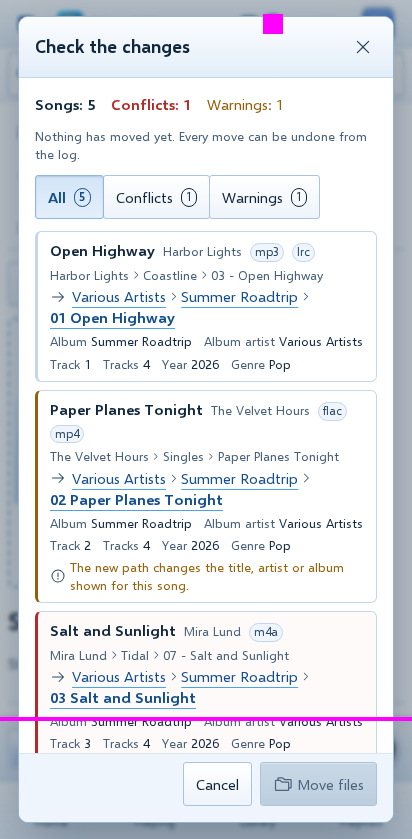 Check the changes
Songs: 5 Conflicts: 1 Warnings: 1
Nothing has moved yet. Every move can be undone from
the log.
All 5 Conflicts 1 Warnings 1
Open Highway Harbor Lights mp3 lrc
Harbor Lights > Coastline > 03 - Open Highway
→ Various Artists > Summer Roadtrip >
01 Open Highway
Album Summer Roadtrip Album artist Various Artists
Track 1 Tracks 4 Year 2026 Genre Pop
Paper Planes Tonight The Velvet Hours flac
mp4
The Velvet Hours > Singles > Paper Planes Tonight
→ Various Artists > Summer Roadtrip >
02 Paper Planes Tonight
Album Summer Roadtrip Album artist Various Artists
Track 2 Tracks 4 Year 2026 Genre Pop
The new path changes the title, artist or album
shown for this song.
Salt and Sunlight Mira Lund m4a
Mira Lund > Tidal > 07 - Salt and Sunlight
→ Various Artists > Summer Roadtrip >
03 Salt and Sunlight
Album Summer Roadtrip Album artist Various Artists
Track 3 Tracks 4 Year 2026 Genre Pop
Cancel Move files